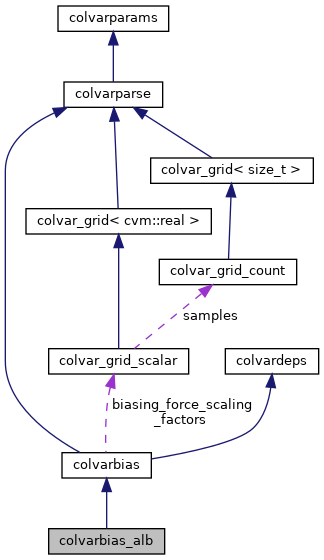 colvarparams
colvarparse
colvar_grid< size_t >
colvar_grid< cvm::real >
colvar_grid_count
samples
colvar_grid_scalar
colvardeps
biasing_force_scaling
_factors
colvarbias
colvarbias_alb